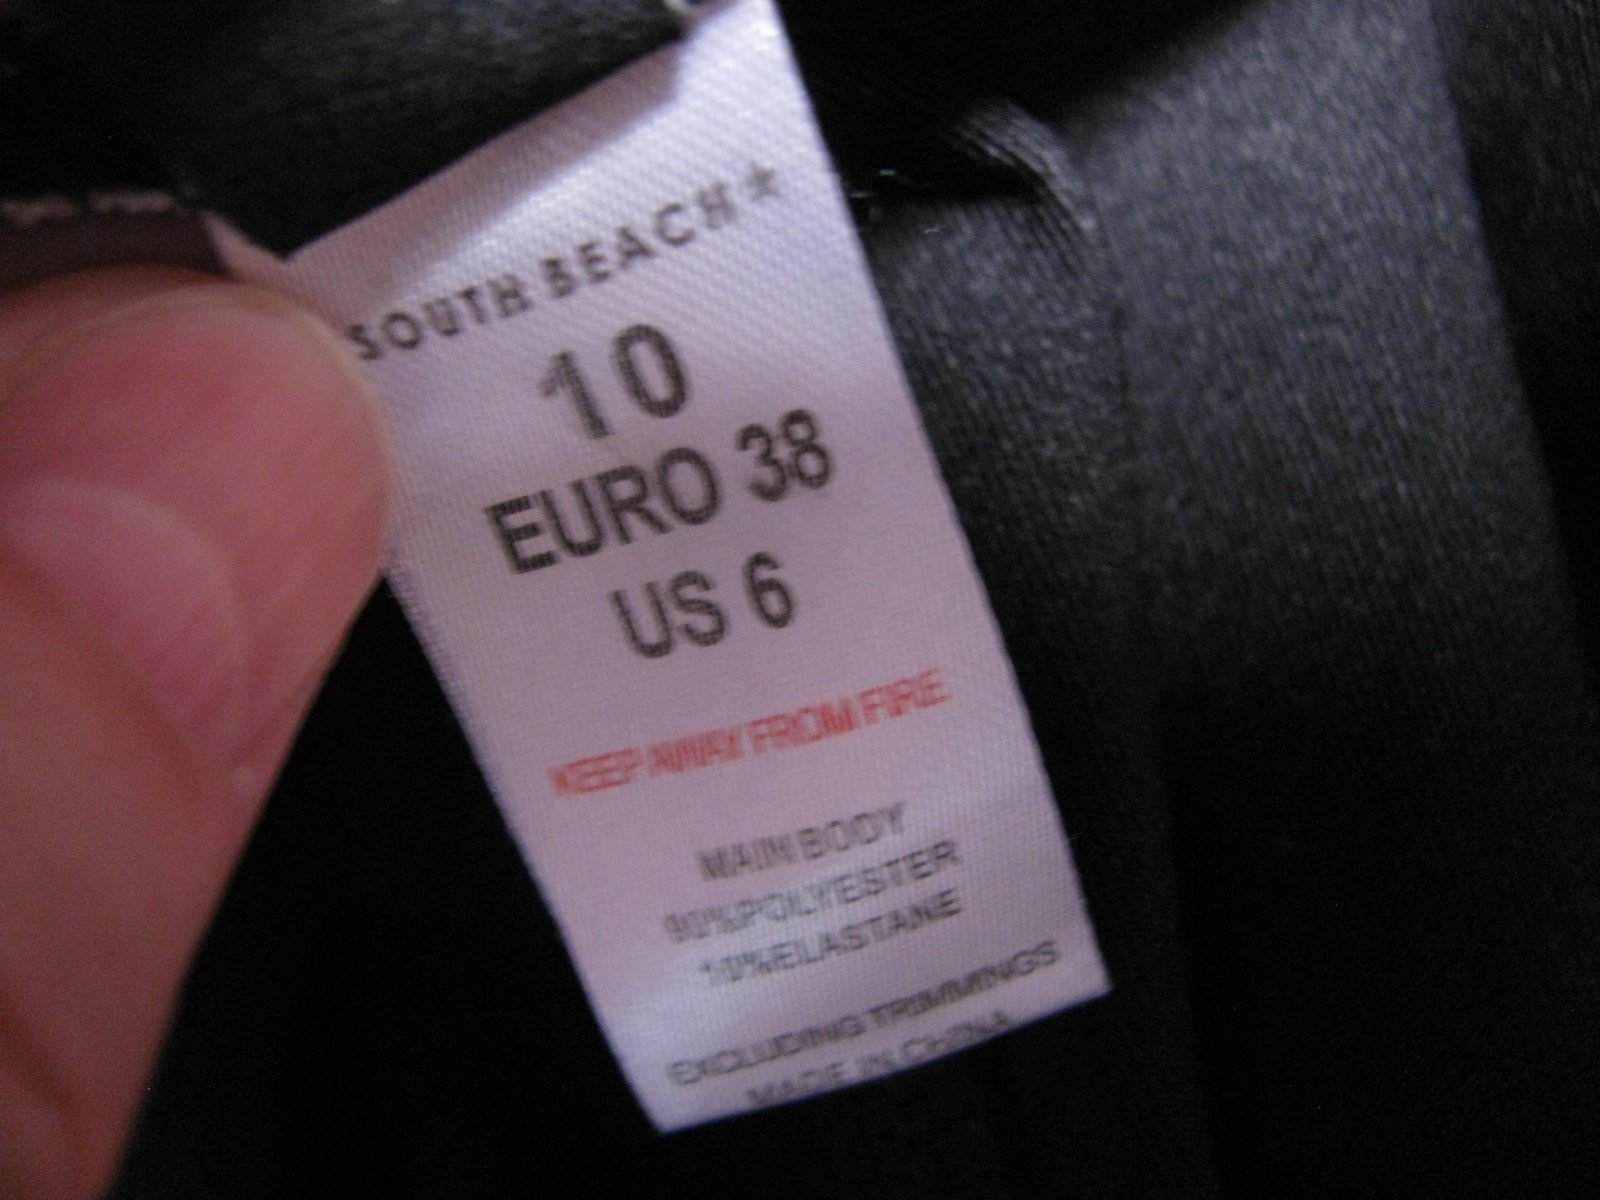 SOUTH BEACH★
10
EURO 38
US 6
KEEP AWAY FROM FIRE
MAIN BODY
90%POLYESTER
10%ELASTANE
EXCLUDING TRIMMINGS
MADE IN CHINA